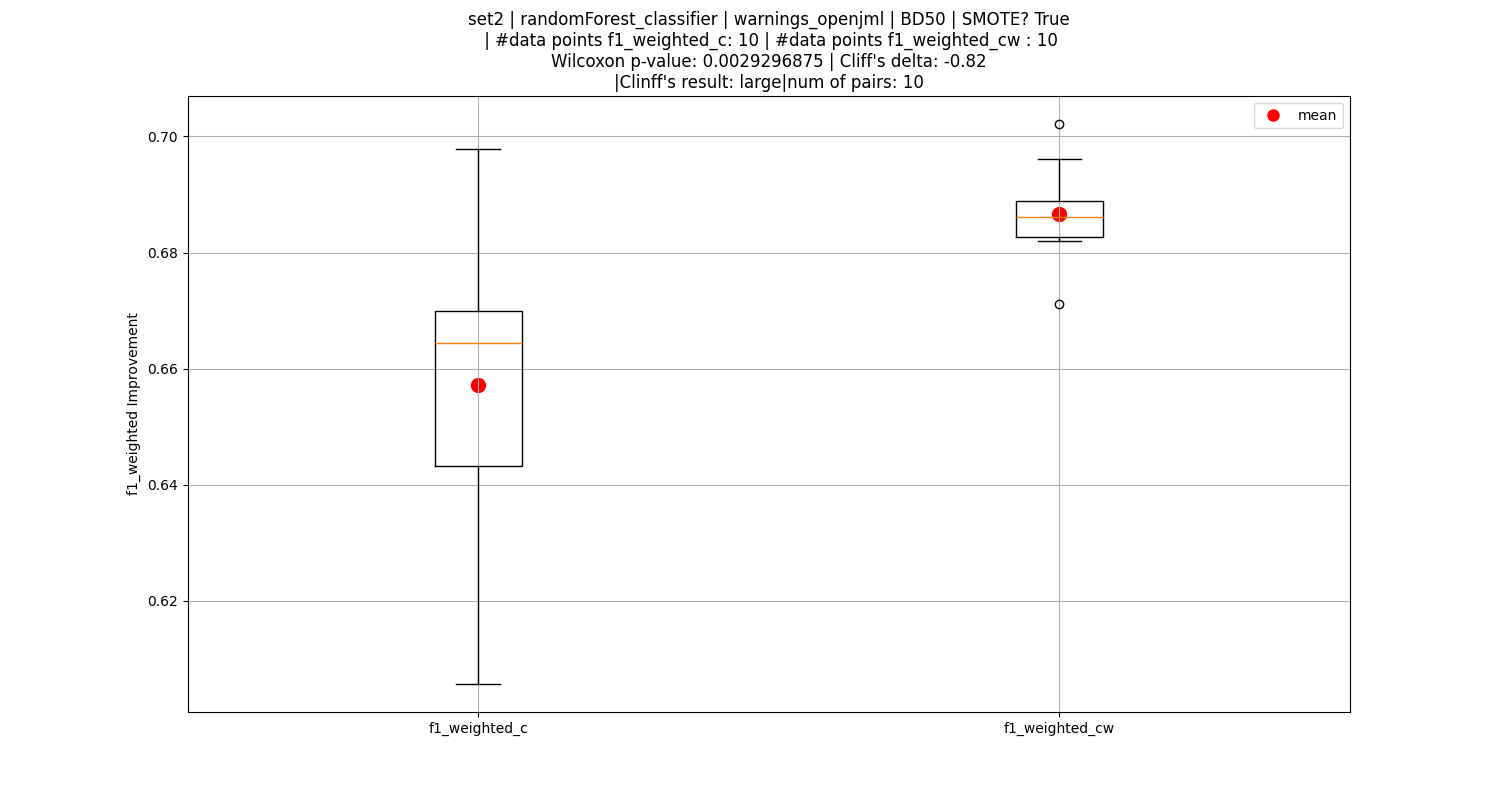 set2 | randomForest_classifier | warnings_openjml | BD50 | SMOTE? True
| #data points f1_weighted_c: 10 | #data points f1_weighted_cw : 10
Wilcoxon p-value: 0.0029296875 | Cliff's delta: -0.82
|Clinff's result: large|num of pairs: 10
mean
0.70
0.68
0.66
0.64
0.62
f1_weighted Improvement
f1_weighted_c
f1_weighted_cw